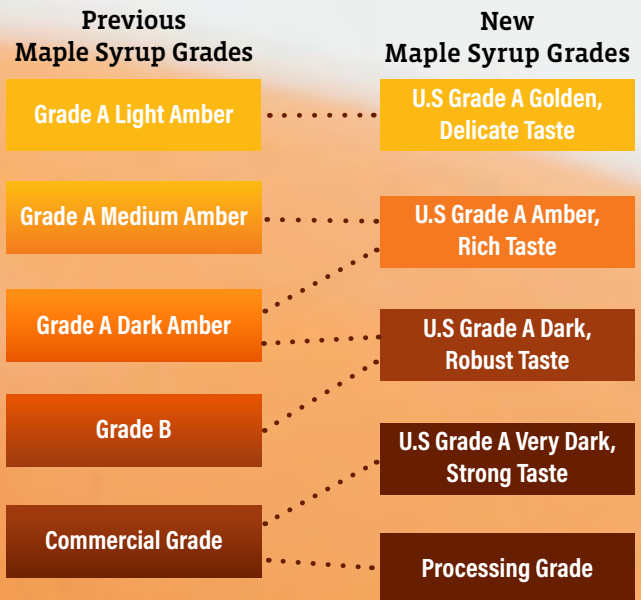 Previous
Maple Syrup Grades
New
Maple Syrup Grades
Grade A Light Amber
U.S Grade A Golden,
Delicate Taste
Grade A Medium Amber
U.S Grade A Amber,
Rich Taste
Grade A Dark Amber
U.S Grade A Dark,
Robust Taste
Grade B
U.S Grade A Very Dark,
Strong Taste
Commercial Grade
Processing Grade